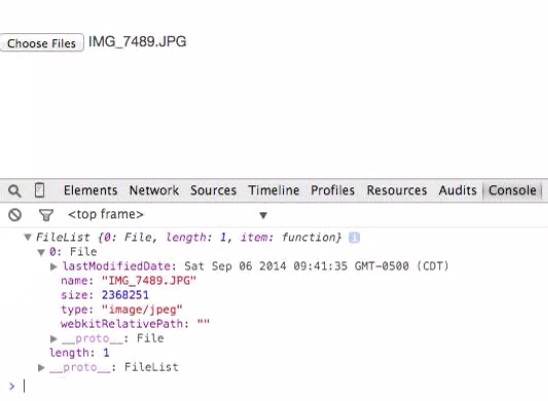 Choose Files IMG_7489.JPG
Elements Network Sources Timeline Profiles Resources Audits Console
<top frame> ▼
▼ FileList {0: File, length: 1, item: function} i
▼ 0: File
▶ lastModifiedDate: Sat Sep 06 2014 09:41:35 GMT-0500 (CDT)
name: "IMG_7489.JPG"
size: 2368251
type: "image/jpeg"
webkitRelativePath: ""
▶ __proto__: File
length: 1
▶ __proto__: FileList
>